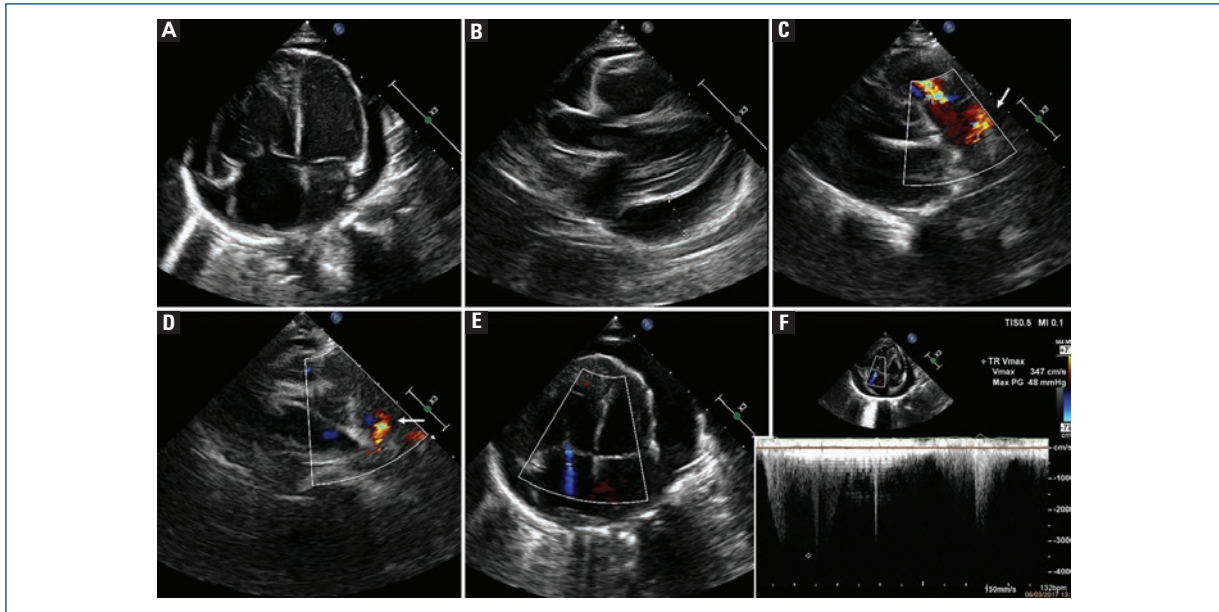 A
B
C
D
E
F
TIS0.5 MI 0.1
TR Vmax
Vmax 347 cm/s
Max PG 48 mmHg
cm/s
-1000
-2000
-3000
-4000
150mm/s
132bpm